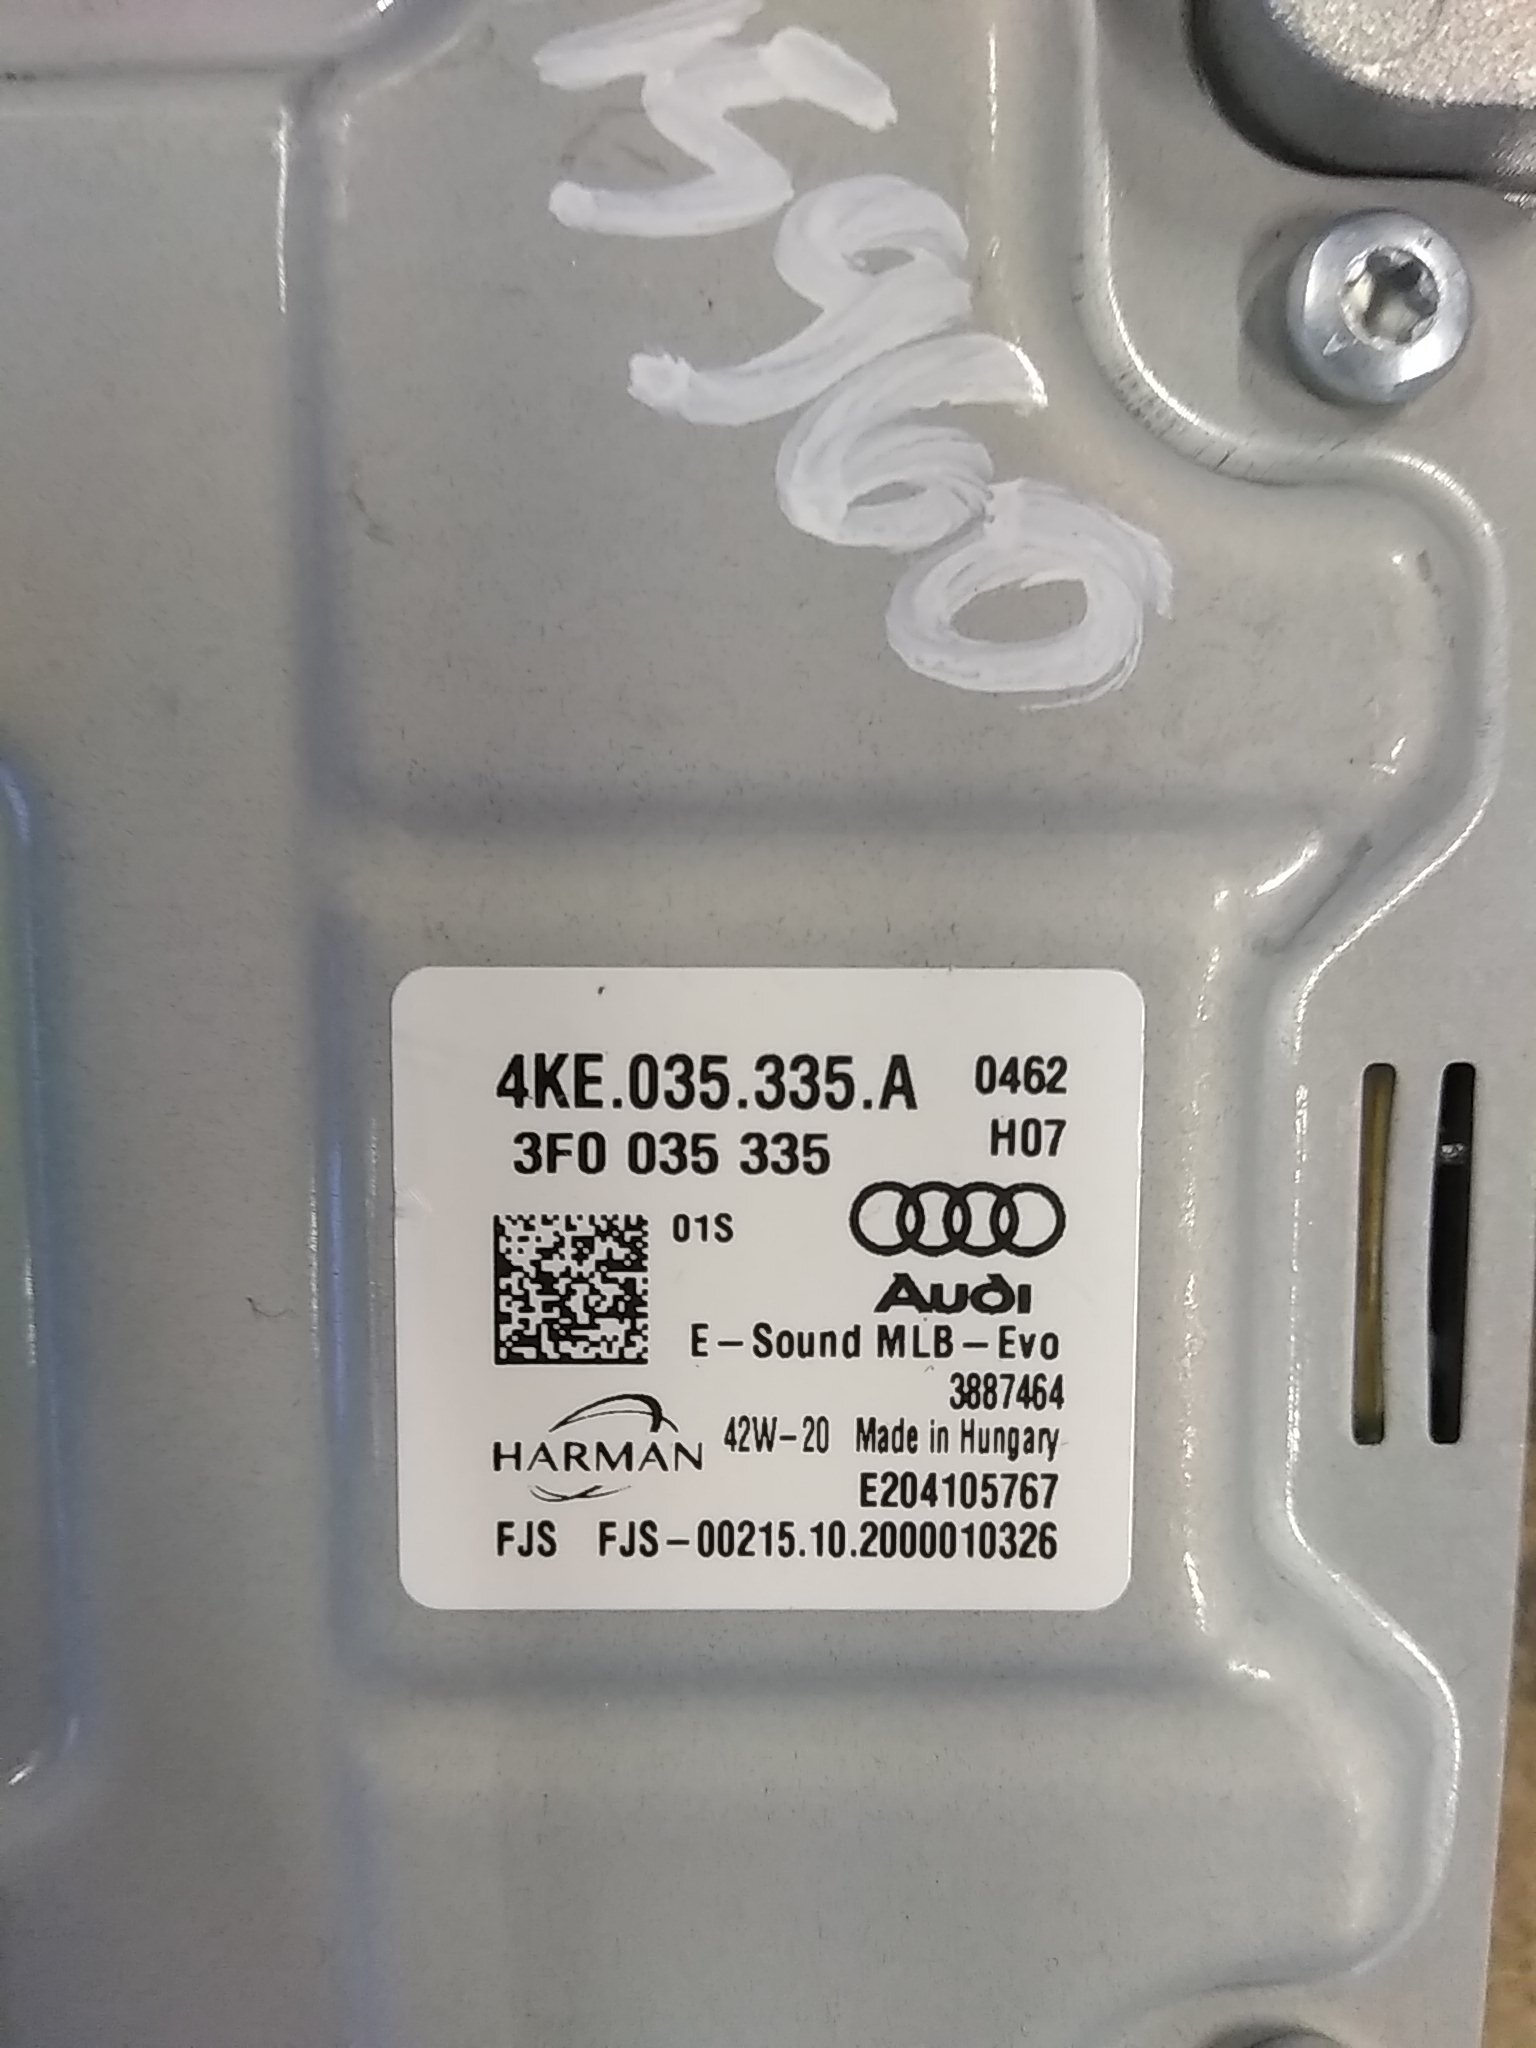 5960
4KE.035.335.A 0462
3F0 035 335 H07
01S
Audi
E-Sound MLB-Evo
3887464
HARMAN 42W-20 Made in Hungary
E204105767
FJS FJS-00215.10.2000010326